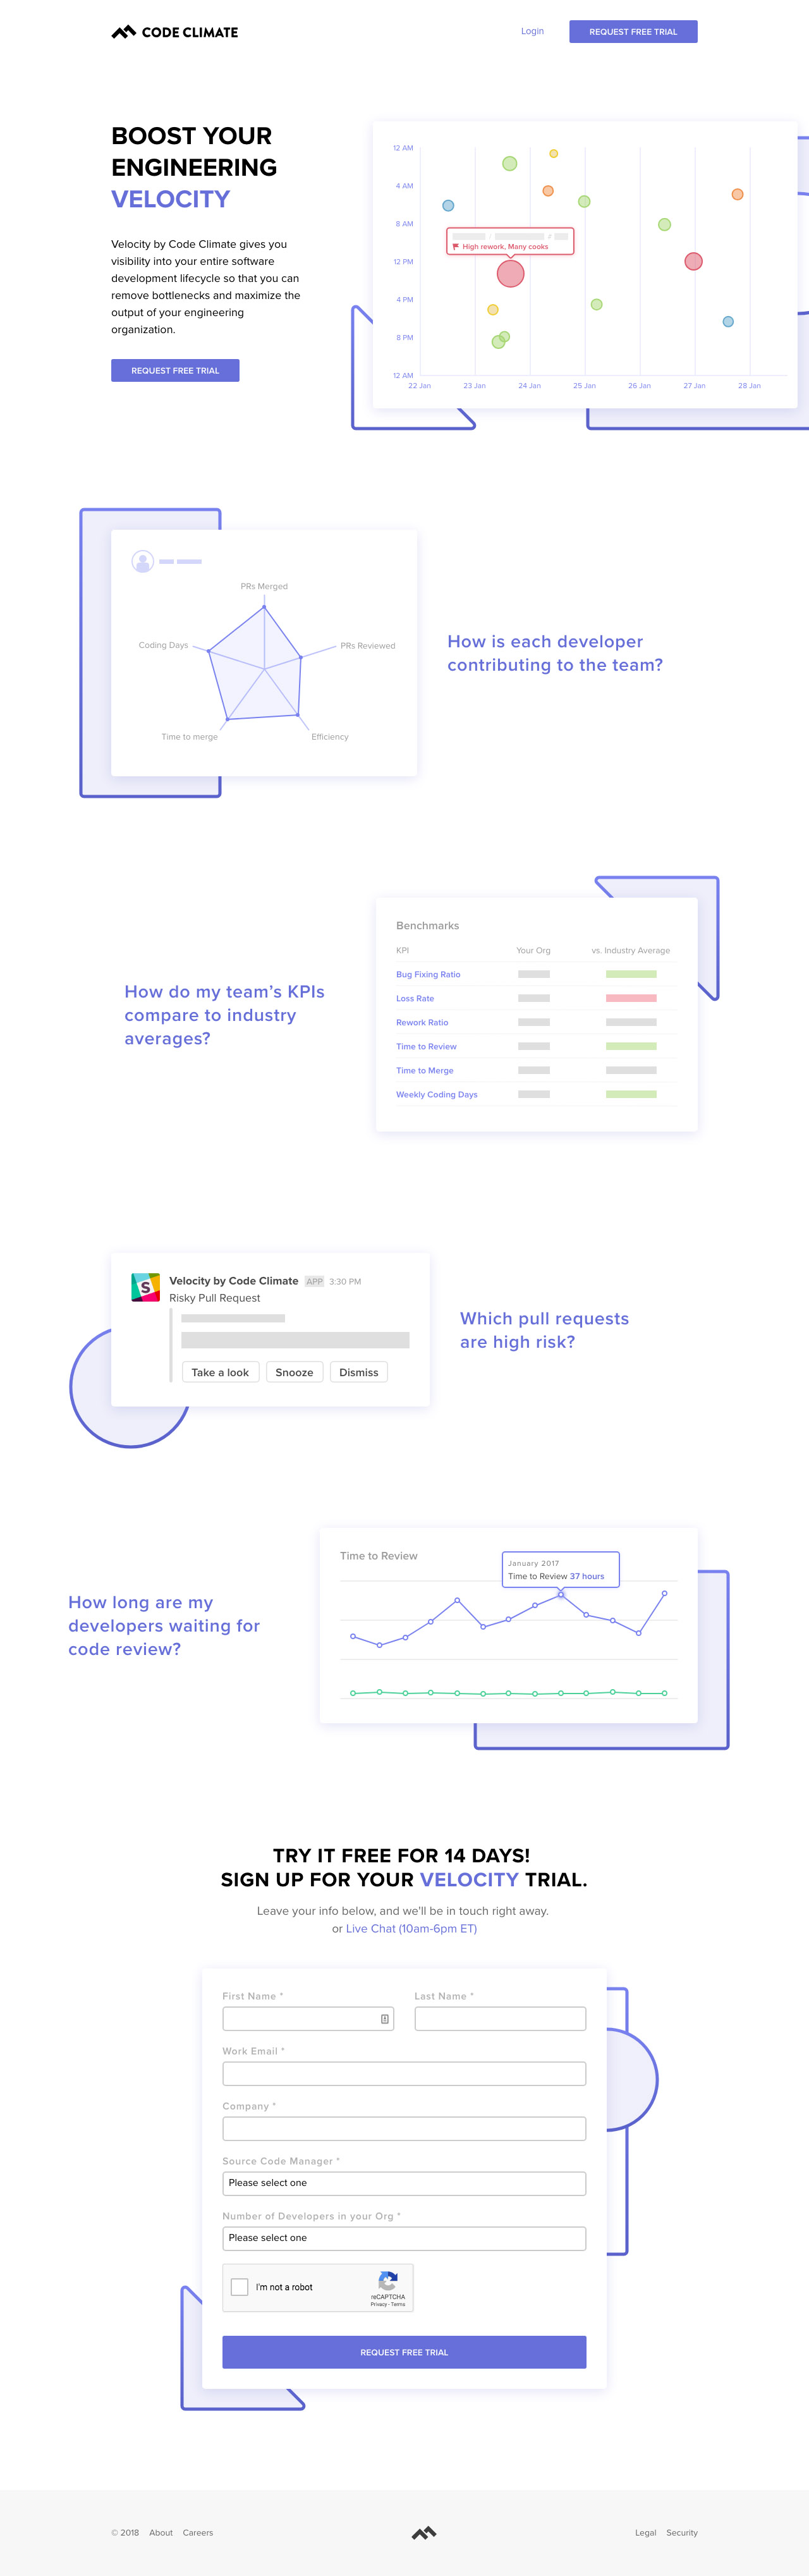 CODE CLIMATE
Login
REQUEST FREE TRIAL
BOOST YOUR
ENGINEERING
VELOCITY
Velocity by Code Climate gives you
visibility into your entire software
development lifecycle so that you can
remove bottlenecks and maximize the
output of your engineering
organization.
REQUEST FREE TRIAL
12 AM
4 AM
8 AM
High rework, Many cooks
12 PM
4 PM
8 PM
12 AM
22 Jan 23 Jan 24 Jan 25 Jan 26 Jan 27 Jan 28 Jan
PRs Merged
Coding Days
PRs Reviewed
Time to merge
Efficiency
How is each developer
contributing to the team?
How do my team’s KPIs
compare to industry
averages?
Benchmarks
KPI Your Org vs. Industry Average
Bug Fixing Ratio
Loss Rate
Rework Ratio
Time to Review
Time to Merge
Weekly Coding Days
S
Velocity by Code Climate APP 3:30 PM
Risky Pull Request
Take a look Snooze Dismiss
Which pull requests
are high risk?
How long are my
developers waiting for
code review?
Time to Review
January 2017
Time to Review 37 hours
TRY IT FREE FOR 14 DAYS!
SIGN UP FOR YOUR VELOCITY TRIAL.
Leave your info below, and we'll be in touch right away.
or Live Chat (10am-6pm ET)
First Name * Last Name *
Work Email *
Company *
Source Code Manager *
Please select one
Number of Developers in your Org *
Please select one
I'm not a robot
reCAPTCHA
Privacy - Terms
REQUEST FREE TRIAL
© 2018 About Careers
Legal Security